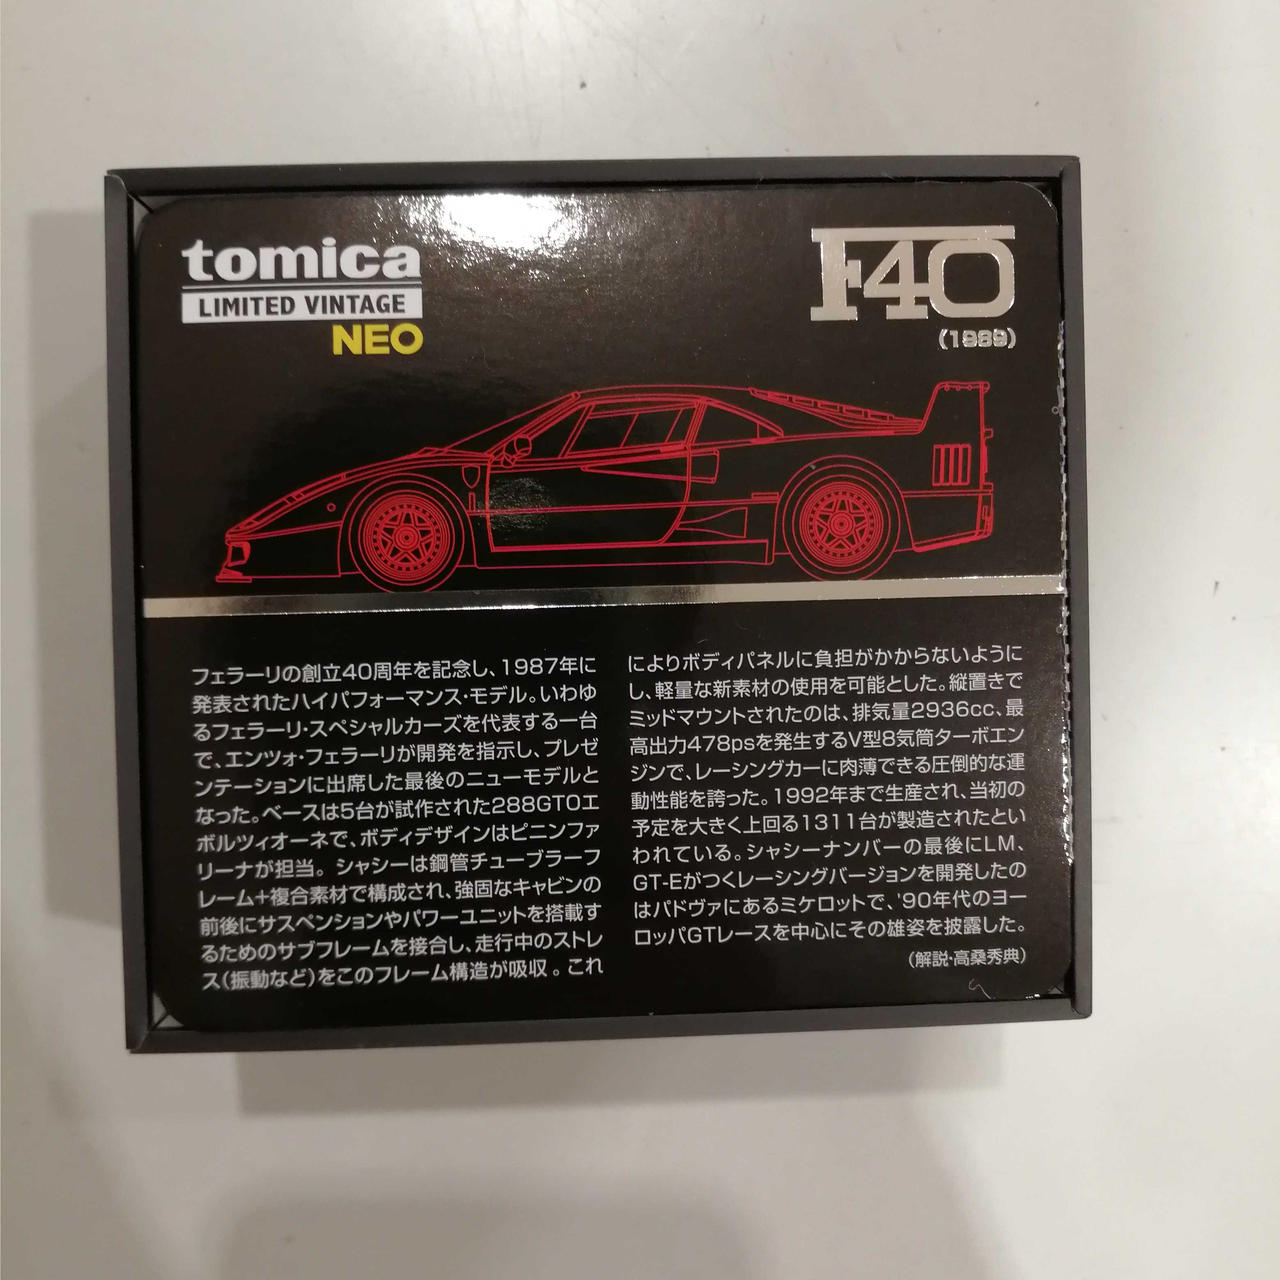 tomica
LIMITED VINTAGE
NEO
F40
(1989)
フェラーリの創立40周年を記念し、1987年に
発表されたハイパフォーマンス・モデル。いわゆ
るフェラーリ・スペシャルカーズを代表する一台
で、エンツォ・フェラーリが開発を指示し、プレゼ
ンテーションに出席した最後のニューモデルと
なった。ベースは5台が試作された288GTOエ
ボルツィオーネで、ボディデザインはピニンファ
リーナが担当。シャシーは鋼管チューブラーフ
レーム+複合素材で構成され、強固なキャビンの
前後にサスペンションやパワーユニットを搭載す
るためのサブフレームを接合し、走行中のストレ
ス(振動など)をこのフレーム構造が吸収。これ
によりボディパネルに負担がかからないように
し、軽量な新素材の使用を可能とした。縦置きで
ミッドマウントされたのは、排気量2936cc、最
高出力478psを発生するV型8気筒ターボエン
ジンで、レーシングカーに肉薄できる圧倒的な運
動性能を誇った。1992年まで生産され、当初の
予定を大きく上回る1311台が製造されたとい
われている。シャシーナンバーの最後にLM、
GT-Eがつくレーシングバージョンを開発したの
はパドヴァにあるミケロットで、'90年代のヨー
ロッパGTレースを中心にその雄姿を披露した。
(解説・高桑秀典)